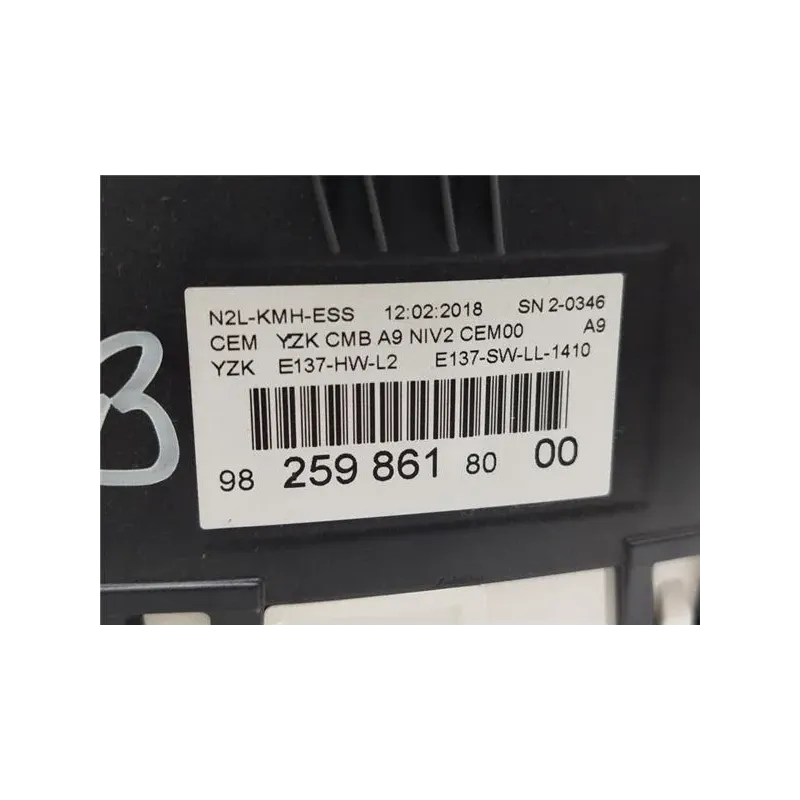 N2L-KMH-ESS 12:02:2018 SN 2-0346
CEM YZK CMB A9 NIV2 CEM00 A9
YZK E137-HW-L2 E137-SW-LL-1410
98 259 861 80 00